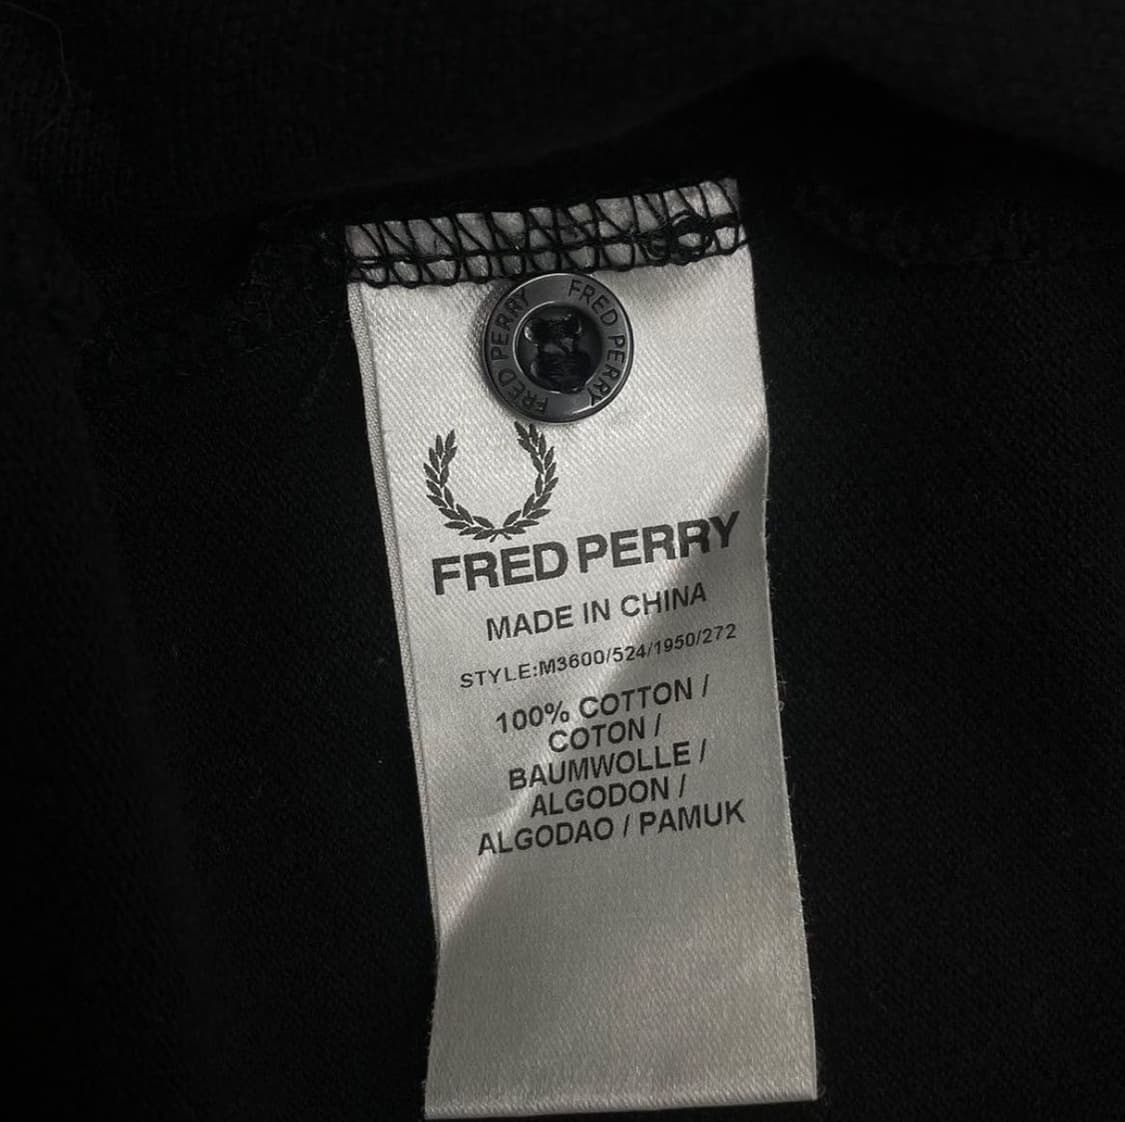 FRED PERRY
FRED PERRY
FRED PERRY
MADE IN CHINA
STYLE:M3600/524/1950/272
100% COTTON /
COTON /
BAUMWOLLE /
ALGODON /
ALGODAO / PAMUK